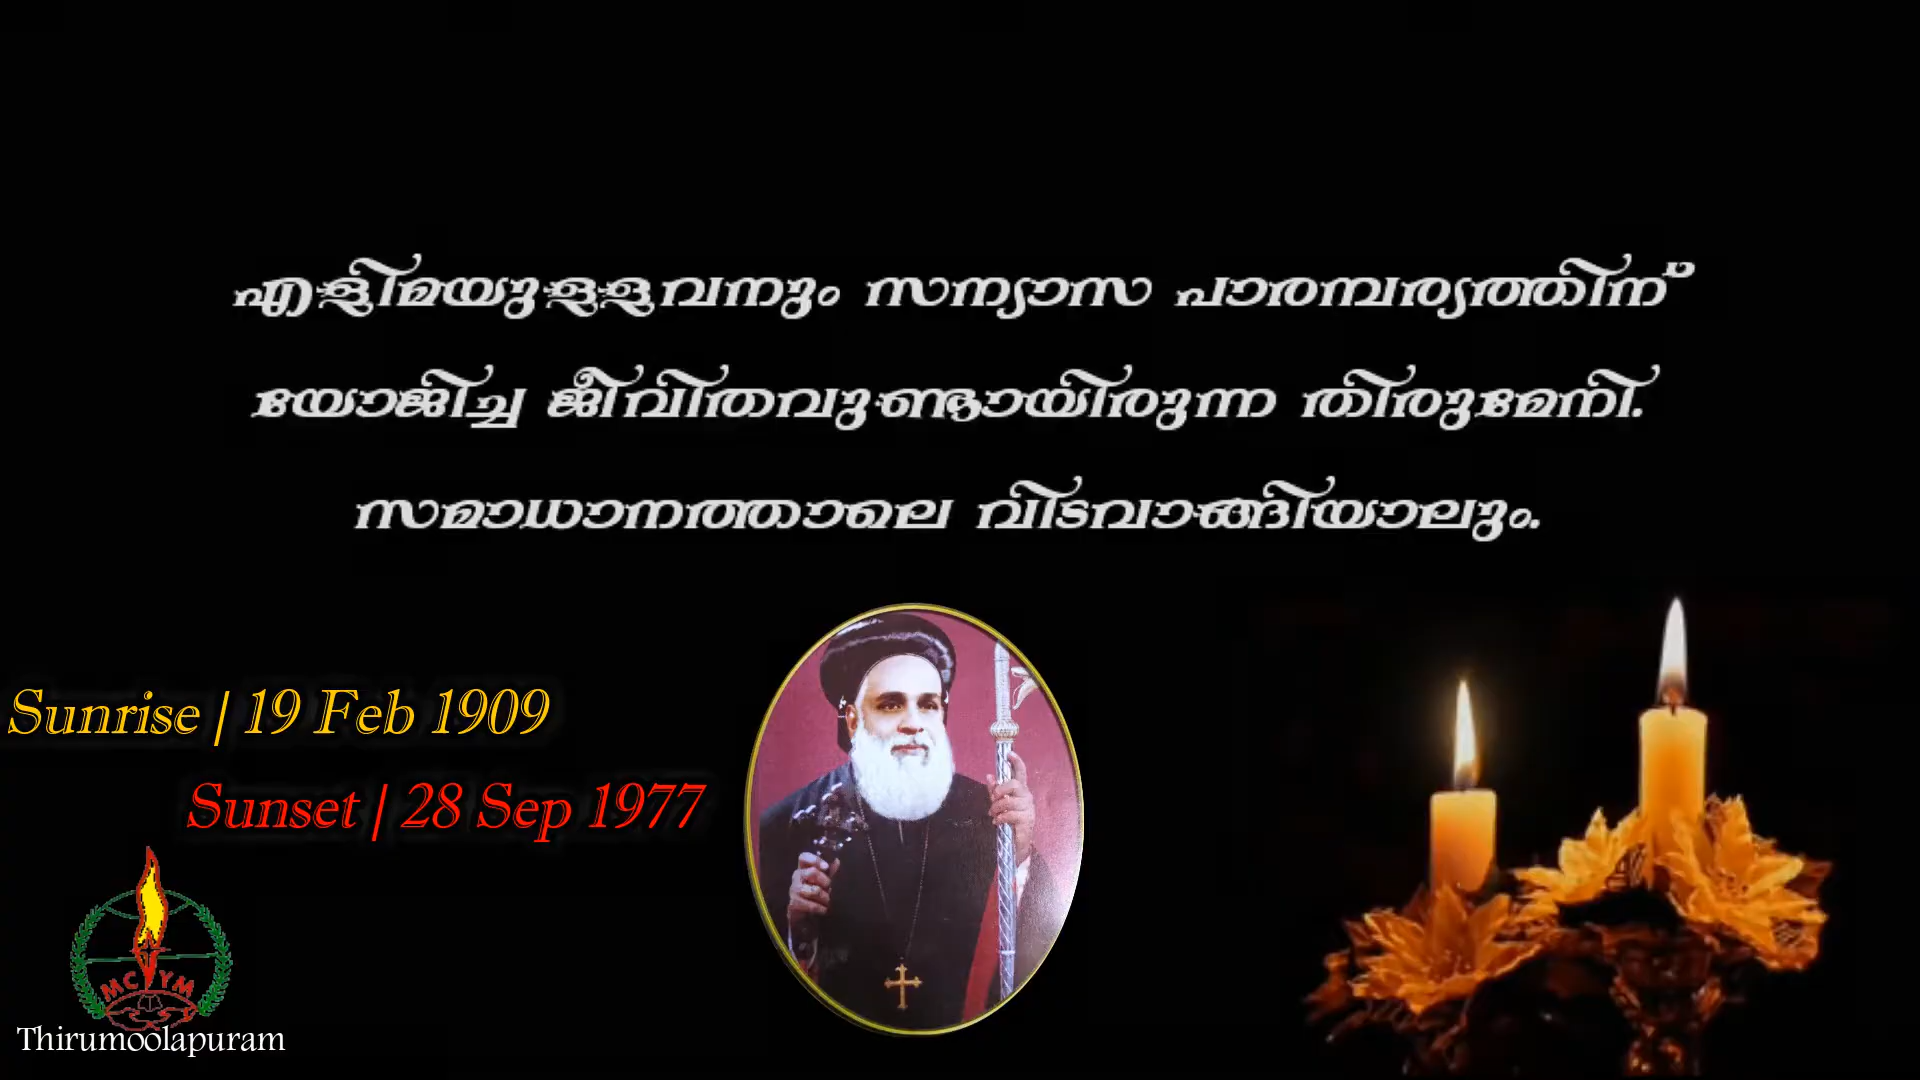 എളിമയുള്ളവനും സന്യാസ പാരമ്പര്യത്തിന്
യോജിച്ച ജീവിതവുണ്ടായിരുന്ന തിരുമേനി.
സമാധാനത്താലെ വിടവാങ്ങിയാലും.
Sunrise | 19 Feb 1909
Sunset | 28 Sep 1977
MCYM
Thirumoolapuram